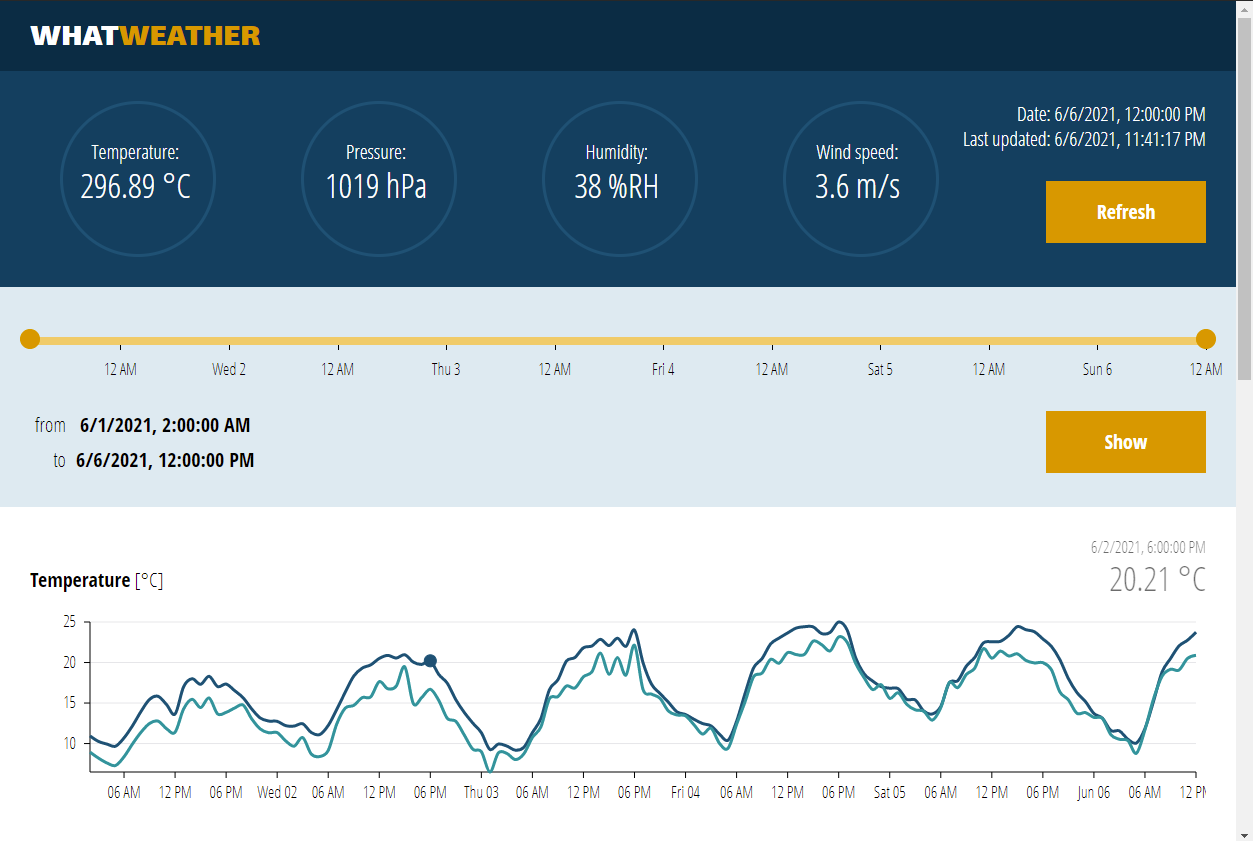 WHATWEATHER
Temperature:
296.89 °C
Pressure:
1019 hPa
Humidity:
38 %RH
Wind speed:
3.6 m/s
Date: 6/6/2021, 12:00:00 PM
Last updated: 6/6/2021, 11:41:17 PM
Refresh
12 AM Wed 2 12 AM Thu 3 12 AM Fri 4 12 AM Sat 5 12 AM Sun 6 12 AM
from 6/1/2021, 2:00:00 AM
to 6/6/2021, 12:00:00 PM
Show
6/2/2021, 6:00:00 PM
20.21 °C
Temperature [°C]
25
20
15
10
06 AM 12 PM 06 PM Wed 02 06 AM 12 PM 06 PM Thu 03 06 AM 12 PM 06 PM Fri 04 06 AM 12 PM 06 PM Sat 05 06 AM 12 PM 06 PM Jun 06 06 AM 12 PM